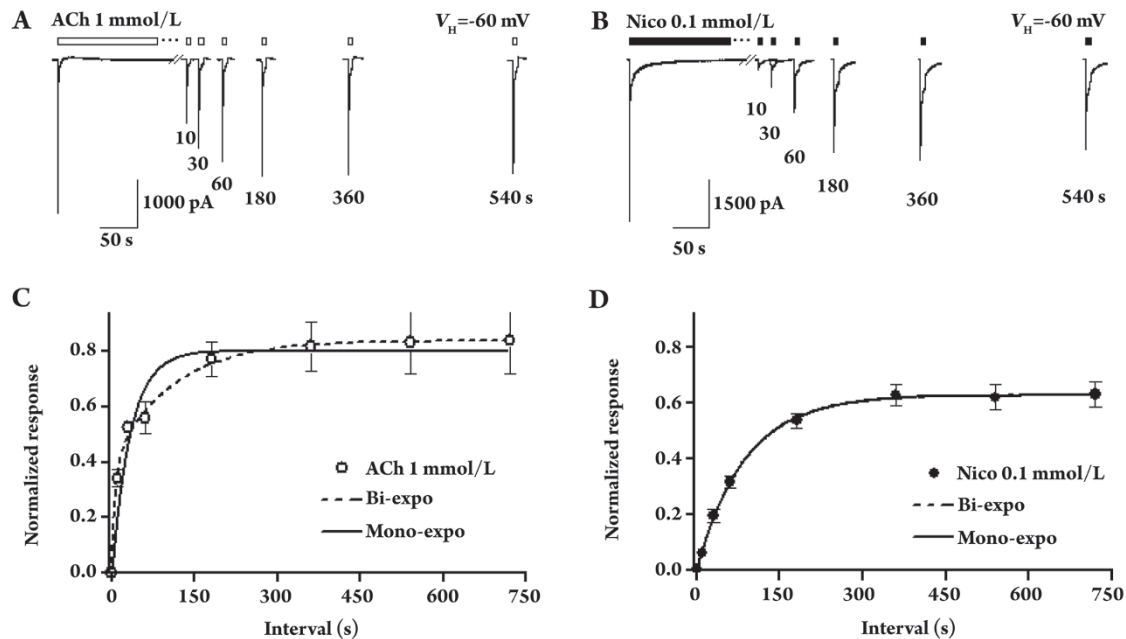 A
ACh 1 mmol/L
V_H=-60 mV
10
30
60
180
360
540 s
1000 pA
50 s
B
Nico 0.1 mmol/L
V_H=-60 mV
10
30
60
180
360
540 s
1500 pA
50 s
C
Normalized response
0.8
0.6
0.4
0.2
0.0
ACh 1 mmol/L
Bi-expo
Mono-expo
0 150 300 450 600 750
Interval (s)
D
Normalized response
0.8
0.6
0.4
0.2
0.0
Nico 0.1 mmol/L
Bi-expo
Mono-expo
0 150 300 450 600 750
Interval (s)